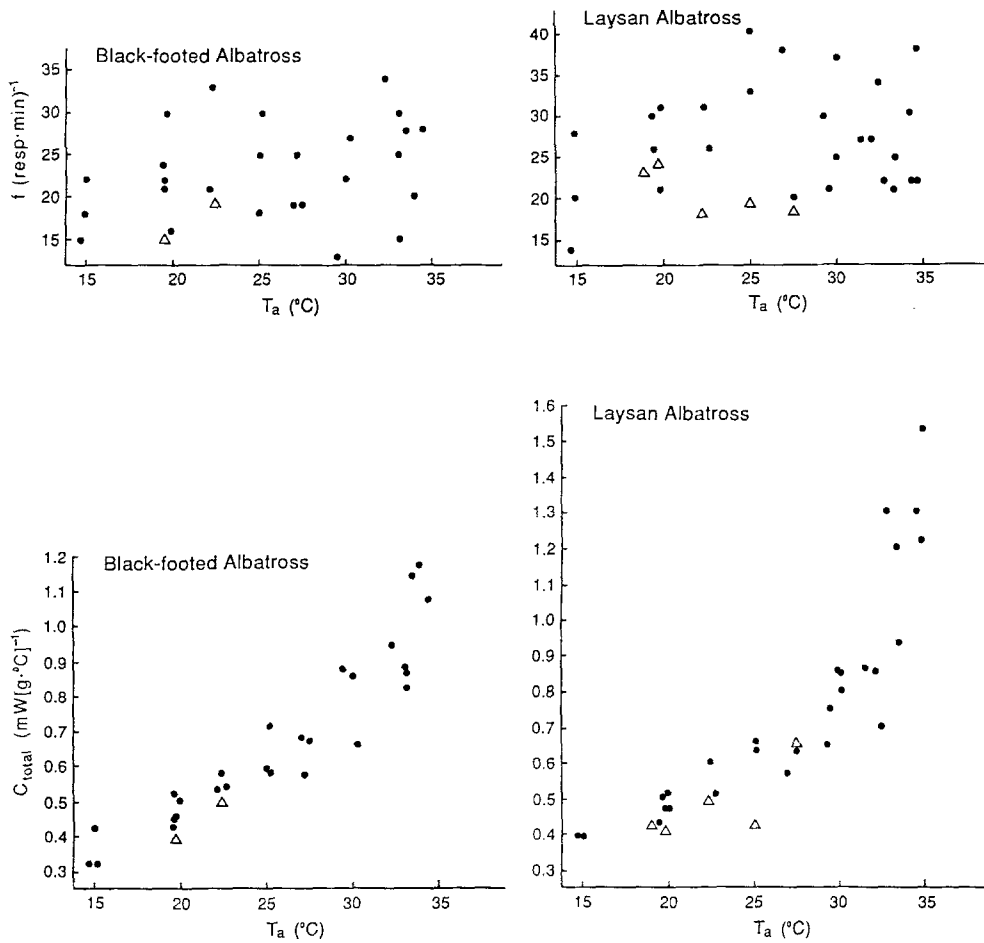 Black-footed Albatross
f (resp·min)⁻¹
35
30
25
20
15
15 20 25 30 35
Tₐ (°C)
Laysan Albatross
40
35
30
25
20
15
15 20 25 30 35
Tₐ (°C)
Black-footed Albatross
C_total (mW[g·°C]⁻¹)
1.2
1.1
1.0
0.9
0.8
0.7
0.6
0.5
0.4
0.3
15 20 25 30 35
Tₐ (°C)
Laysan Albatross
1.6
1.5
1.4
1.3
1.2
1.1
1.0
0.9
0.8
0.7
0.6
0.5
0.4
0.3
15 20 25 30 35
Tₐ (°C)